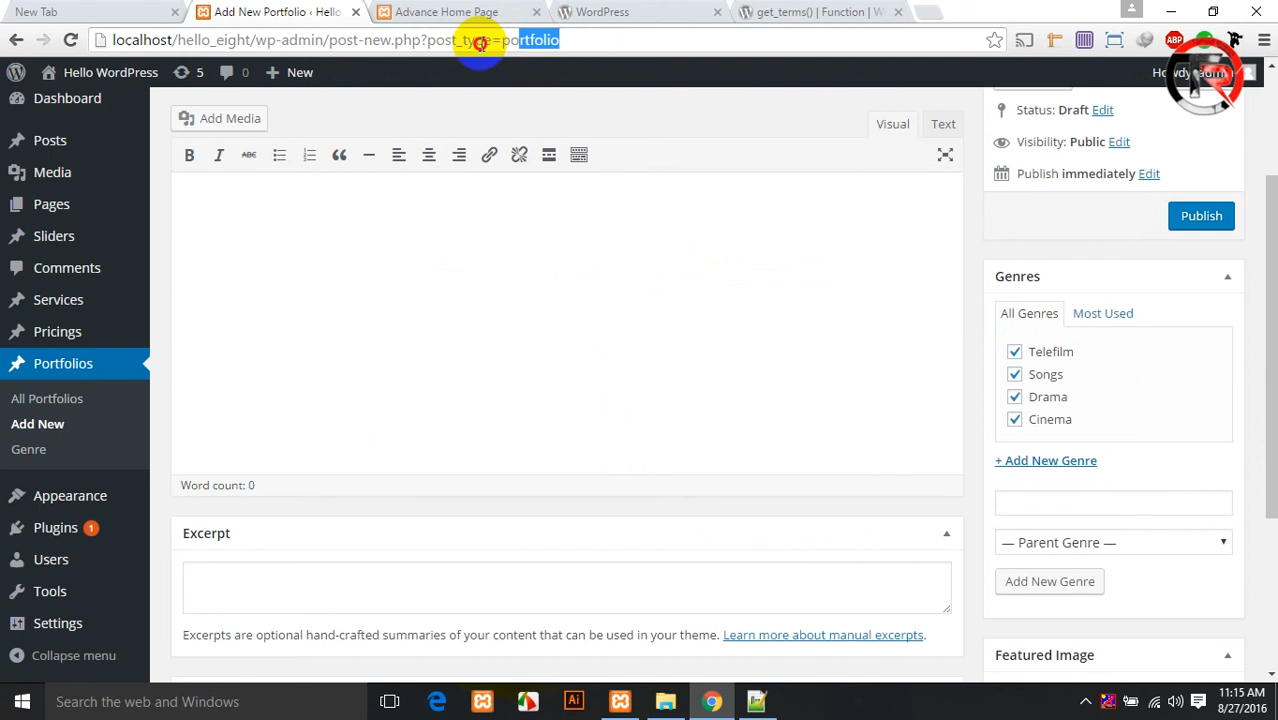 New Tab
Add New Portfolio ‹ Hello
Advance Home Page
WordPress
get_terms() | Function | W
localhost/hello_eight/wp-admin/post-new.php?post_type=portfolio
ABP
Hello WordPress
5
0
New
Howdy, admin
Dashboard
Posts
Media
Pages
Sliders
Comments
Services
Pricings
Portfolios
All Portfolios
Add New
Genre
Appearance
Plugins 1
Users
Tools
Settings
Collapse menu
Add Media
Visual
Text
B I ABC
Word count: 0
Excerpt
Excerpts are optional hand-crafted summaries of your content that can be used in your theme. Learn more about manual excerpts.
Status: Draft Edit
Visibility: Public Edit
Publish immediately Edit
Publish
Genres
All Genres
Most Used
Telefilm
Songs
Drama
Cinema
+ Add New Genre
— Parent Genre —
Add New Genre
Featured Image
Search the web and Windows
Ai
11:15 AM
8/27/2016